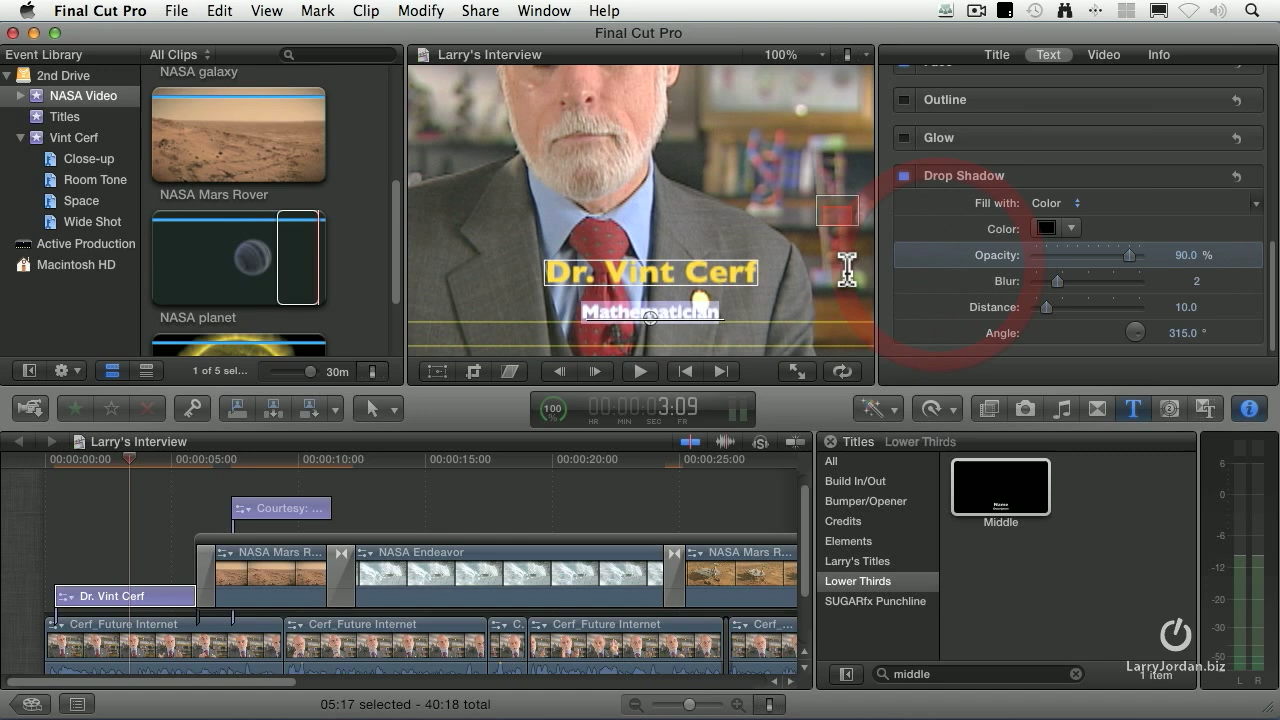 Final Cut Pro File Edit View Mark Clip Modify Share Window Help
Final Cut Pro
Event Library All Clips
Larry's Interview 100%
Title Text Video Info
2nd Drive
NASA Video
Titles
Vint Cerf
Close-up
Room Tone
Space
Wide Shot
Active Production
Macintosh HD
NASA galaxy
NASA Mars Rover
NASA planet
Dr. Vint Cerf
Mathematician
Outline
Glow
Drop Shadow
Fill with: Color
Color:
Opacity: 90.0 %
Blur: 2
Distance: 10.0
Angle: 315.0 °
1 of 5 sel... 30m
100 % 00:00:03:09
HR MIN SEC FR
Larry's Interview
00:00:00:00 00:00:05:00 00:00:10:00 00:00:15:00 00:00:20:00 00:00:25:00
Courtesy: ...
NASA Mars R... NASA Endeavor NASA Mars R...
Dr. Vint Cerf
Cerf_Future Internet Cerf_Future Internet C... Cerf_Future Internet Cerf_...
Titles Lower Thirds
All
Build In/Out
Bumper/Opener
Credits
Elements
Larry's Titles
Lower Thirds
SUGARfx Punchline
Name
Middle
middle
1 item
LarryJordan.biz
6
0
-6
-12
-20
-30
-50
L R
05:17 selected - 40:18 total